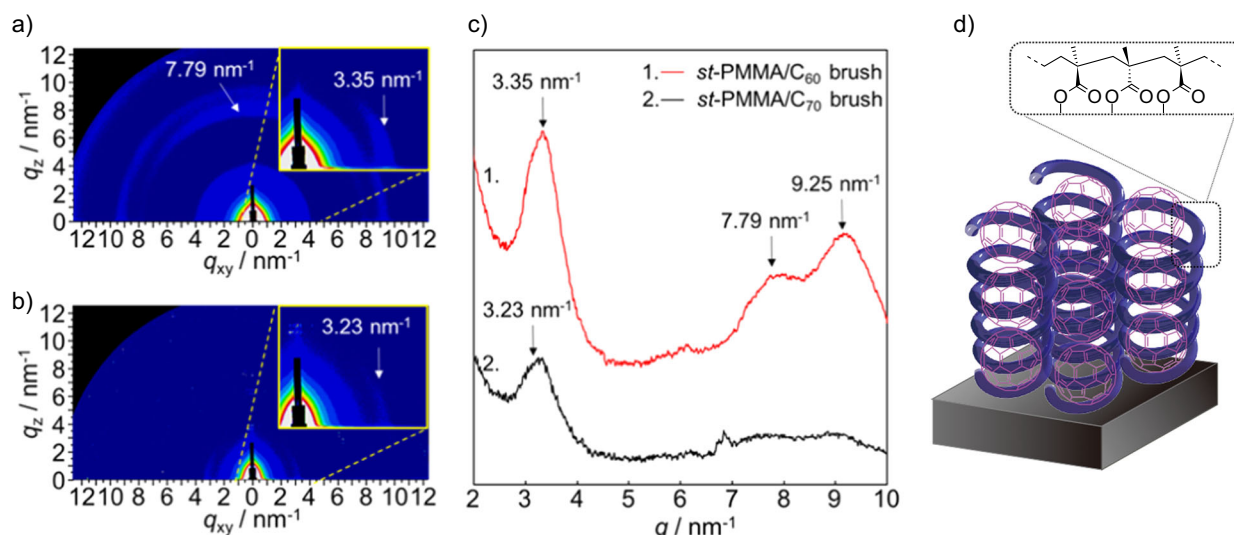 a)
12
10
8
6
4
2
0
q_z / nm⁻¹
7.79 nm⁻¹
3.35 nm⁻¹
12 10 8 6 4 2 0 2 4 6 8 10 12
q_xy / nm⁻¹
b)
12
10
8
6
4
2
0
q_z / nm⁻¹
3.23 nm⁻¹
12 10 8 6 4 2 0 2 4 6 8 10 12
q_xy / nm⁻¹
c)
1. st-PMMA/C₆₀ brush
2. st-PMMA/C₇₀ brush
3.35 nm⁻¹
9.25 nm⁻¹
7.79 nm⁻¹
1.
3.23 nm⁻¹
2.
2 3 4 5 6 7 8 9 10
q / nm⁻¹
d)
O O O O O O